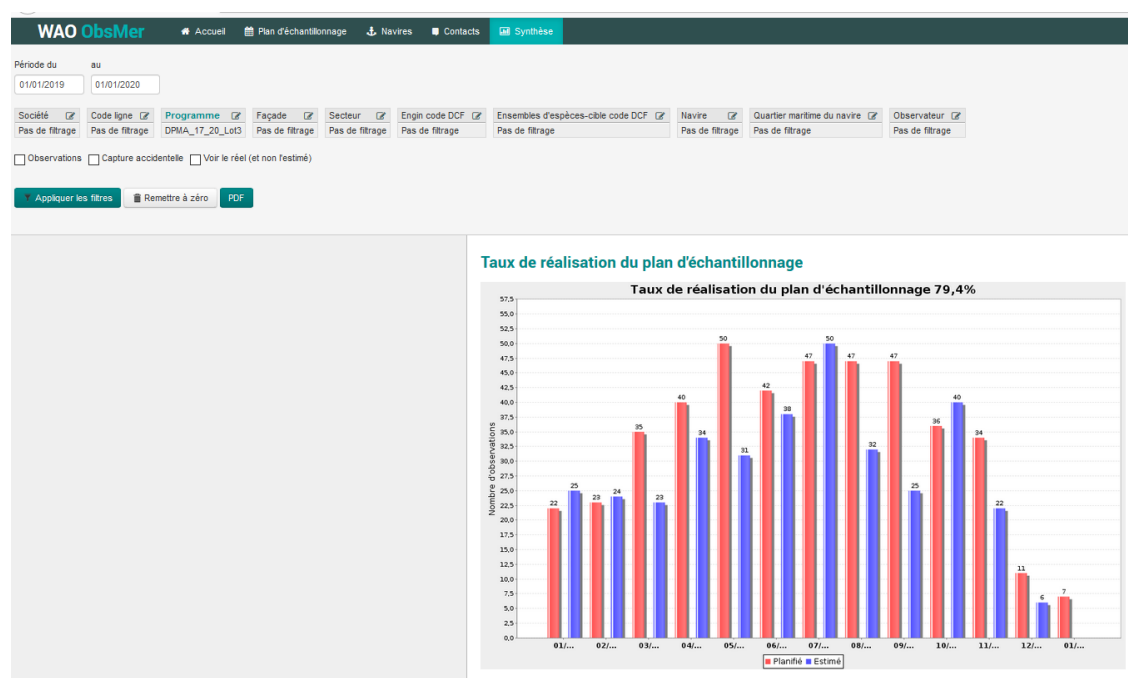 WAO ObsMer Accueil Plan d'échantillonnage Navires Contacts Synthèse
Période du au
01/01/2019 01/01/2020
Société Code ligne Programme Façade Secteur Engin code DCF Ensembles d'espèces-cible code DCF Navire Quartier maritime du navire Observateur
Pas de filtrage Pas de filtrage DPMA_17_20_Lot3 Pas de filtrage Pas de filtrage Pas de filtrage Pas de filtrage Pas de filtrage Pas de filtrage Pas de filtrage
Observations Capture accidentelle Voir le réel (et non l'estimé)
Appliquer les filtres Remettre à zéro PDF
Taux de réalisation du plan d'échantillonnage
Taux de réalisation du plan d'échantillonnage 79,4%
Nombre d'observations
57,5
55,0
52,5
50,0
47,5
45,0
42,5
40,0
37,5
35,0
32,5
30,0
27,5
25,0
22,5
20,0
17,5
15,0
12,5
10,0
7,5
5,0
2,5
0,0
22 25 23 24 35 23 40 34 50 31 42 38 47 50 47 32 47 25 36 40 34 22 11 6 7
01/... 02/... 03/... 04/... 05/... 06/... 07/... 08/... 09/... 10/... 11/... 12/... 01/...
Planifié Estimé